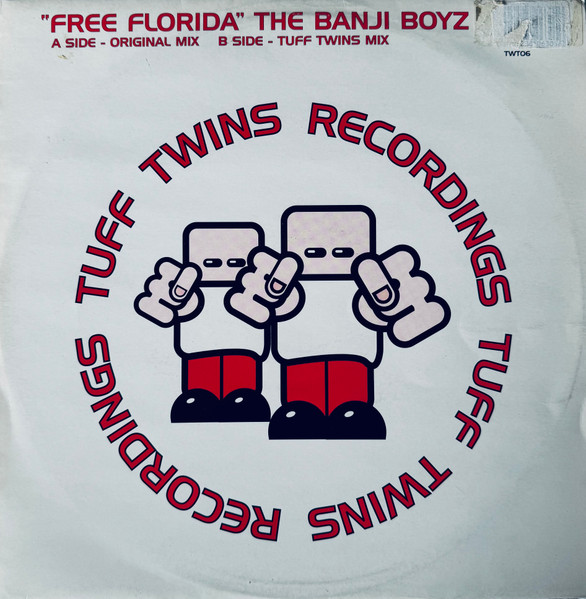 "FREE FLORIDA" THE BANJI BOYZ
A SIDE - ORIGINAL MIX B SIDE - TUFF TWINS MIX
TWT06
TUFF TWINS RECORDINGS TUFF TWINS RECORDINGS